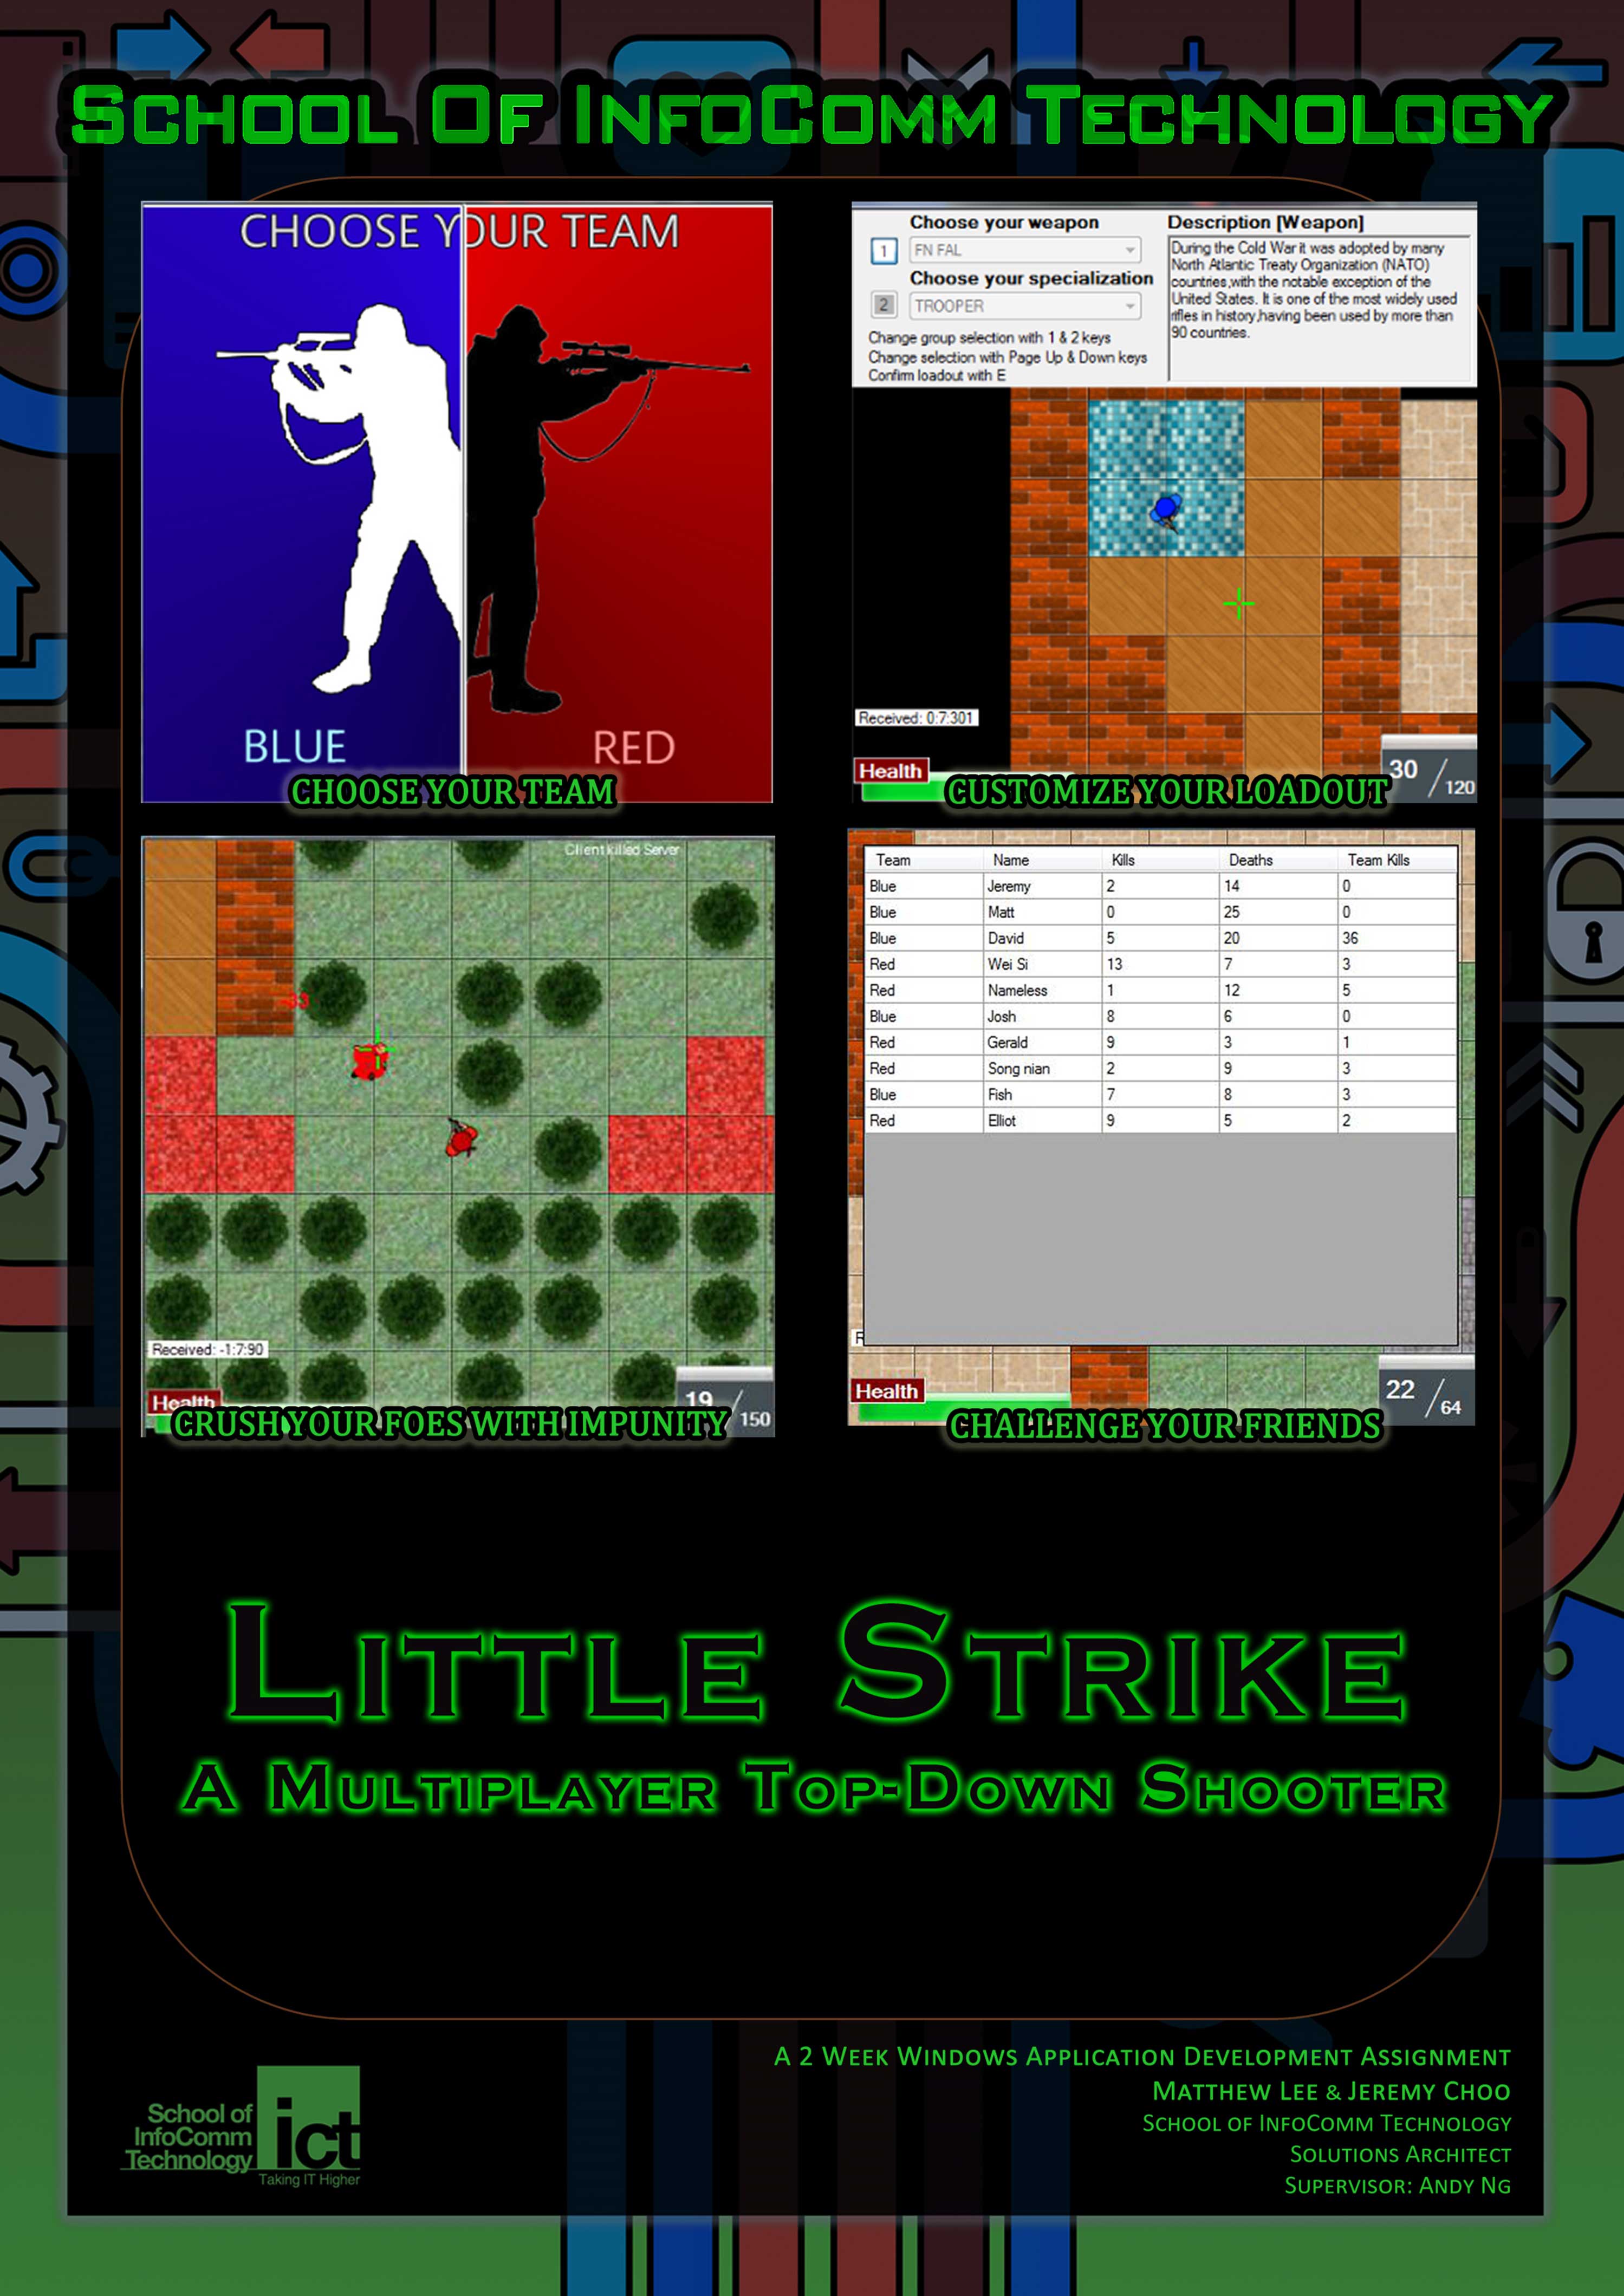 School Of InfoComm Technology
CHOOSE YOUR TEAM
BLUE
RED
CHOOSE YOUR TEAM
Choose your weapon
1
FN FAL
Choose your specialization
2
TROOPER
Change group selection with 1 & 2 keys
Change selection with Page Up & Down keys
Confirm loadout with E
Description [Weapon]
During the Cold War it was adopted by many
North Atlantic Treaty Organization (NATO)
countries,with the notable exception of the
United States. It is one of the most widely used
rifles in history,having been used by more than
90 countries.
Received: 0:7:301
Health
30 / 120
CUSTOMIZE YOUR LOADOUT
Client killed Server
-33
Received: -1:7:90
Health
19 / 150
CRUSH YOUR FOES WITH IMPUNITY
Team Name Kills Deaths Team Kills
Blue Jeremy 2 14 0
Blue Matt 0 25 0
Blue David 5 20 36
Red Wei Si 13 7 3
Red Nameless 1 12 5
Blue Josh 8 6 0
Red Gerald 9 3 1
Red Song nian 2 9 3
Blue Fish 7 8 3
Red Elliot 9 5 2
R
Health
22 / 64
CHALLENGE YOUR FRIENDS
Little Strike
A Multiplayer Top-Down Shooter
A 2 Week Windows Application Development Assignment
Matthew Lee & Jeremy Choo
School of InfoComm Technology
Solutions Architect
Supervisor: Andy Ng
School of
InfoComm
Technology
ict
Taking IT Higher